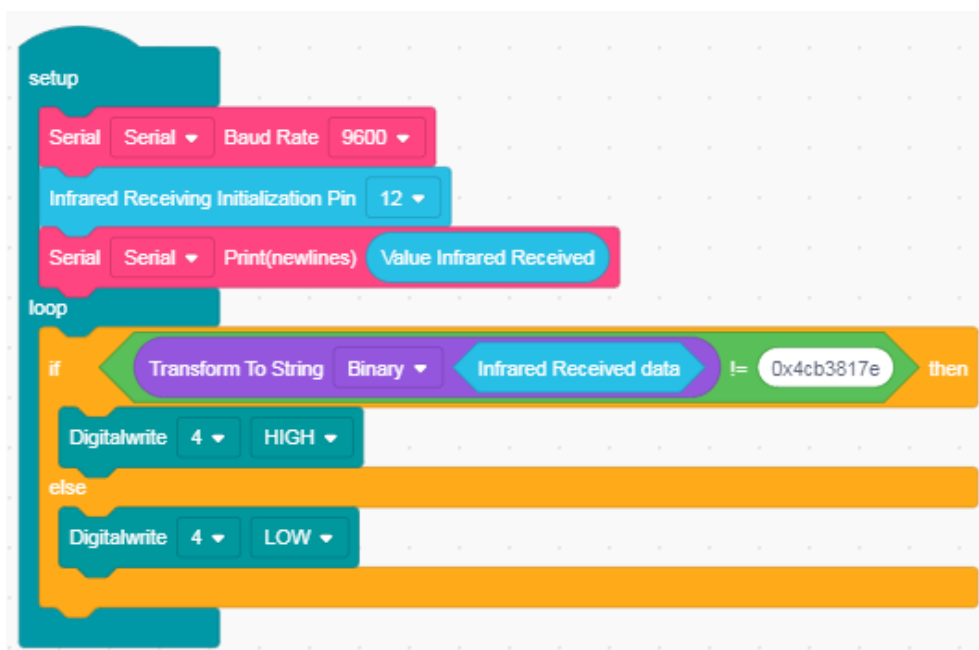 setup
Serial Serial Baud Rate 9600
Infrared Receiving Initialization Pin 12
Serial Serial Print(newlines) Value Infrared Received
loop
if Transform To String Binary Infrared Received data != 0x4cb3817e then
Digitalwrite 4 HIGH
else
Digitalwrite 4 LOW